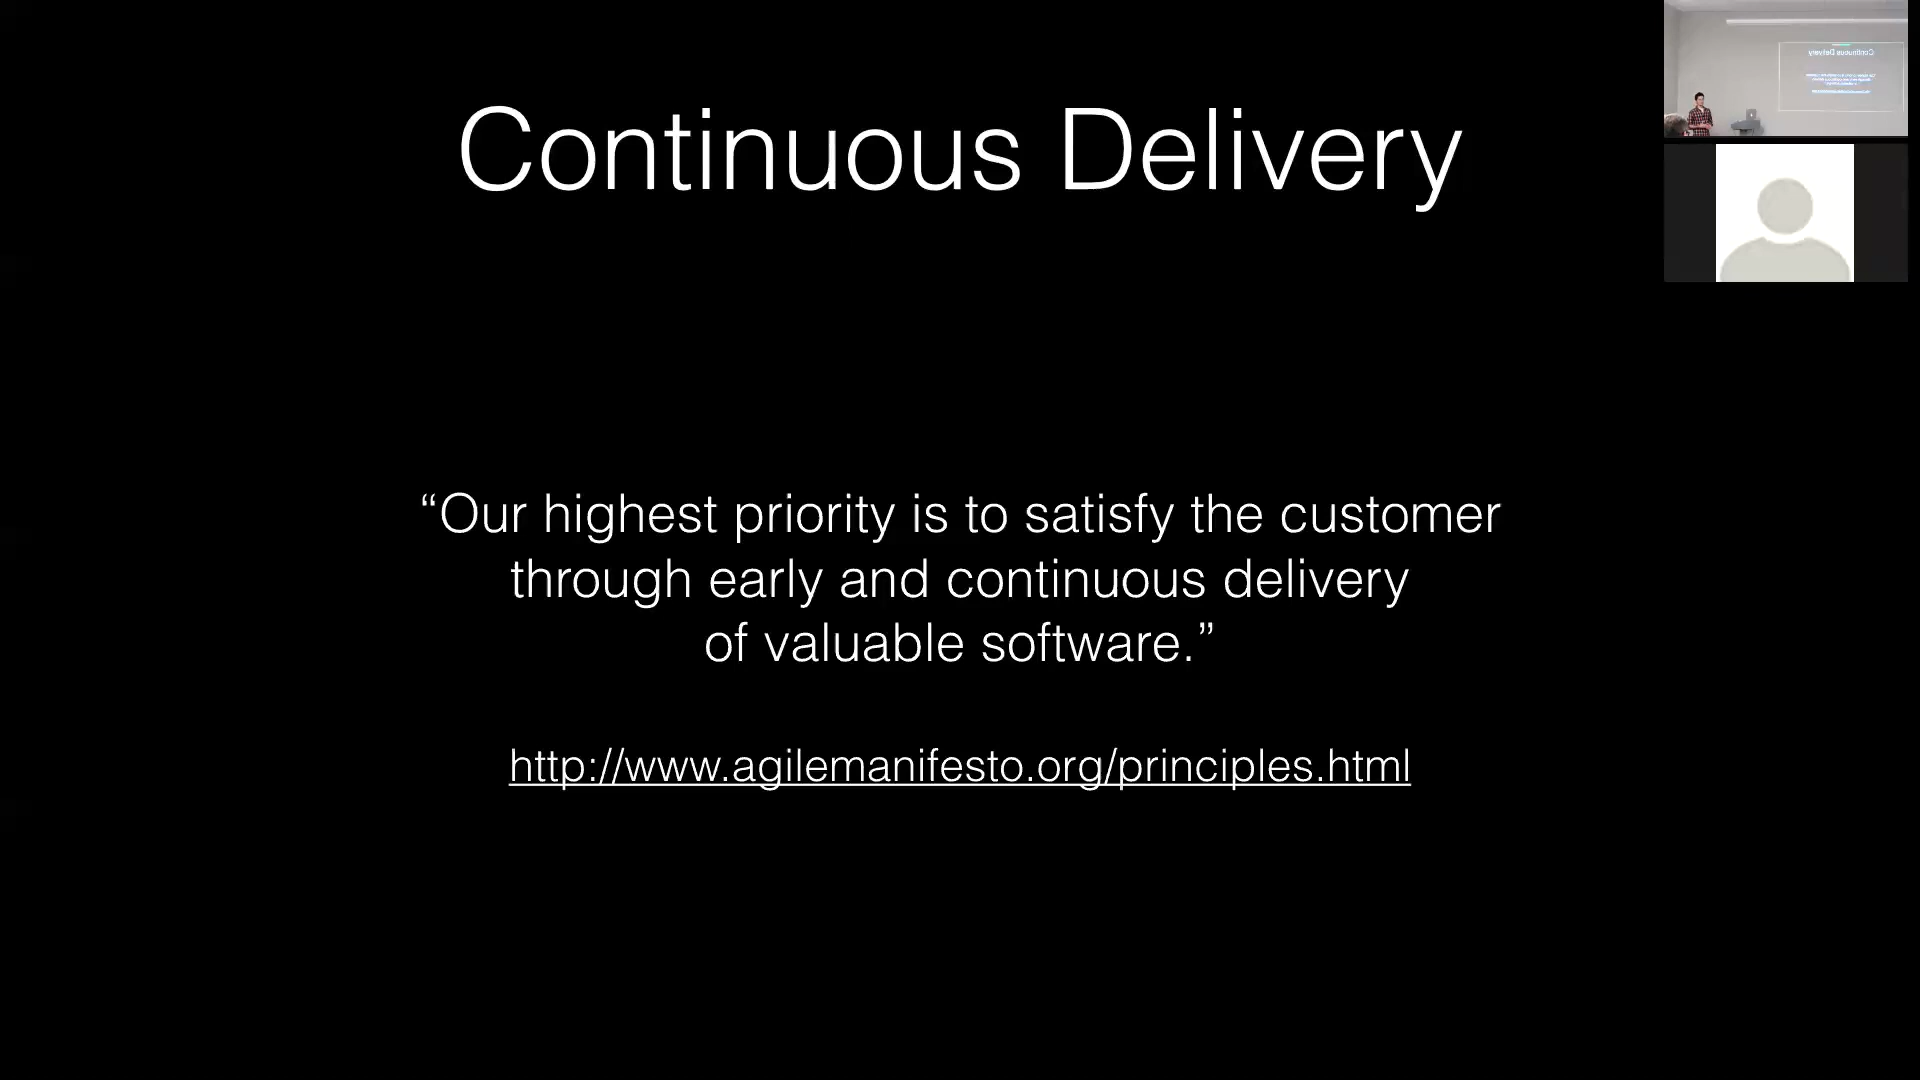 Continuous Delivery
“Our highest priority is to satisfy the customer
through early and continuous delivery
of valuable software.”
http://www.agilemanifesto.org/principles.html